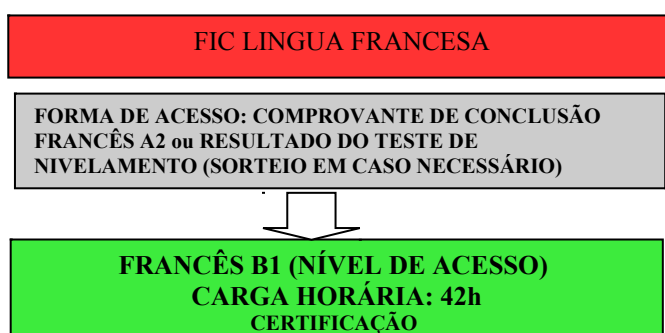 FIC LINGUA FRANCESA
FORMA DE ACESSO: COMPROVANTE DE CONCLUSÃO
FRANCÊS A2 ou RESULTADO DO TESTE DE
NIVELAMENTO (SORTEIO EM CASO NECESSÁRIO)
FRANCÊS B1 (NÍVEL DE ACESSO)
CARGA HORÁRIA: 42h
CERTIFICAÇÃO